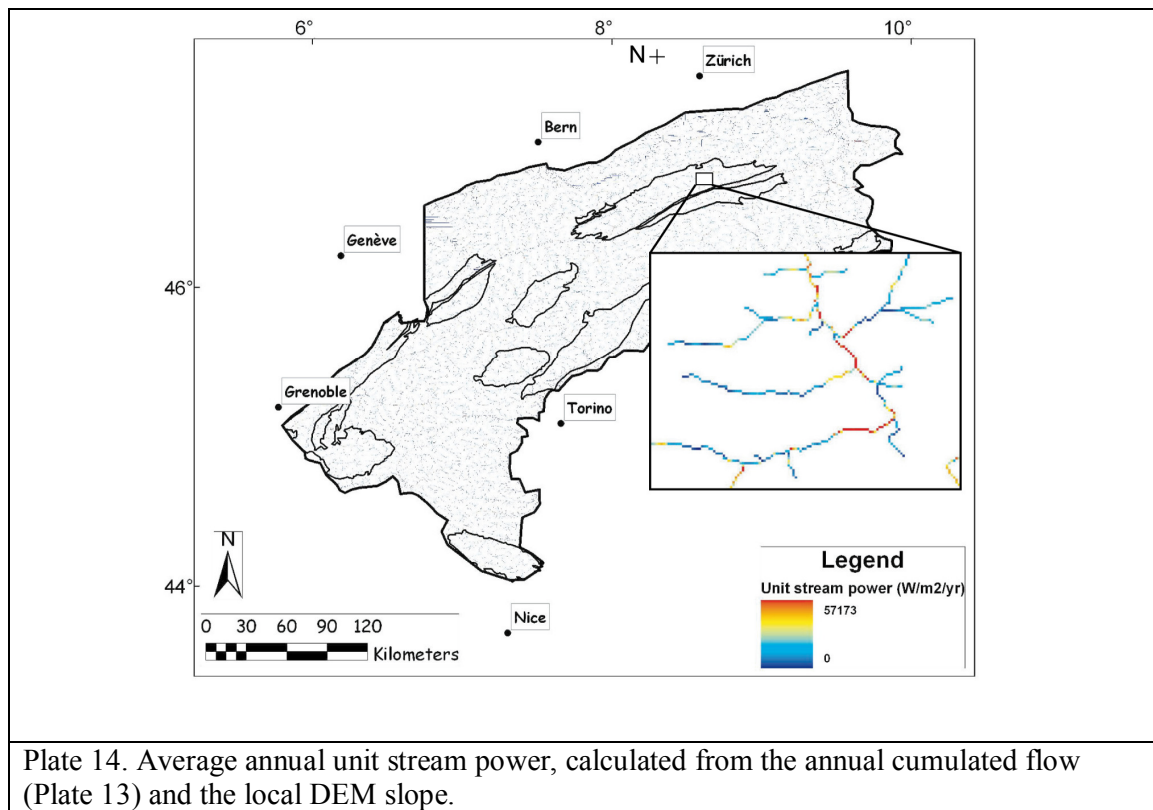 6° 8° 10°
N+
Zürich
Bern
Genève
46°
Grenoble
Torino
N
44°
Legend
Unit stream power (W/m2/yr)
57173
0
Nice
0 30 60 90 120
Kilometers
Plate 14. Average annual unit stream power, calculated from the annual cumulated flow
(Plate 13) and the local DEM slope.